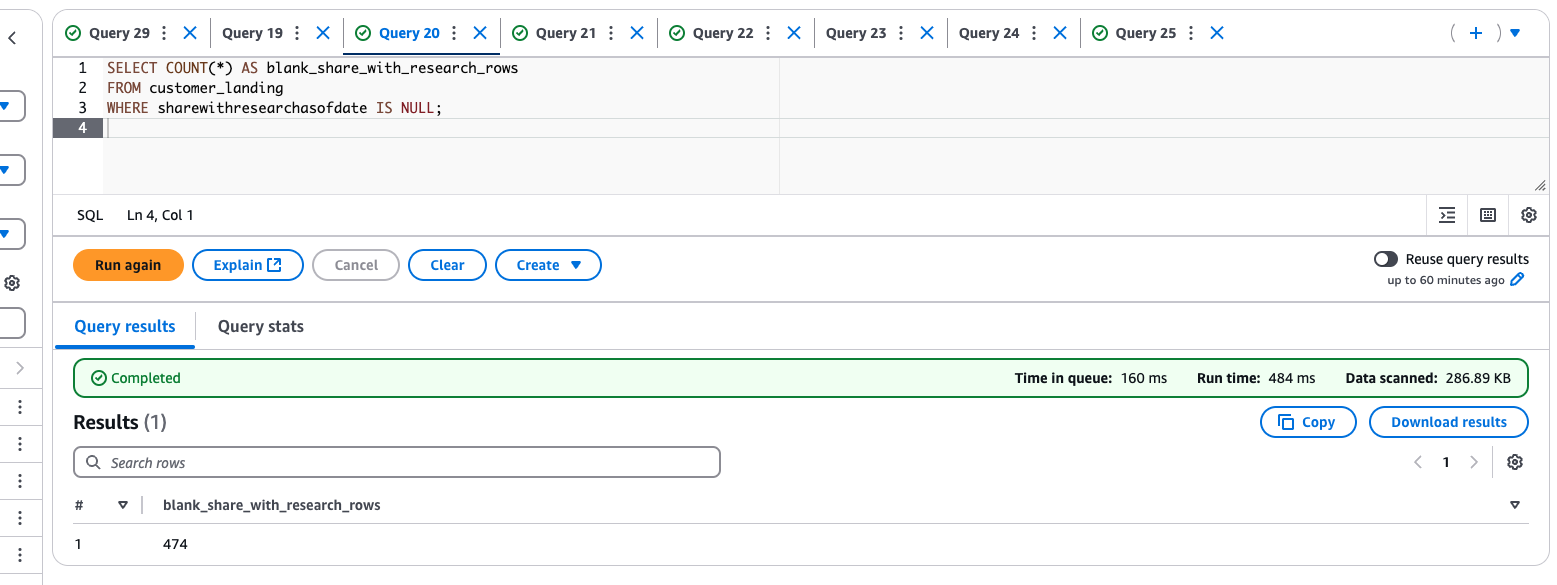 Query 29 Query 19 Query 20 Query 21 Query 22 Query 23 Query 24 Query 25
1 SELECT COUNT(*) AS blank_share_with_research_rows
2 FROM customer_landing
3 WHERE sharewithresearchasofdate IS NULL;
4
SQL Ln 4, Col 1
Run again Explain Cancel Clear Create Reuse query results
up to 60 minutes ago
Query results Query stats
Completed Time in queue: 160 ms Run time: 484 ms Data scanned: 286.89 KB
Results (1) Copy Download results
Search rows 1
# blank_share_with_research_rows
1 474